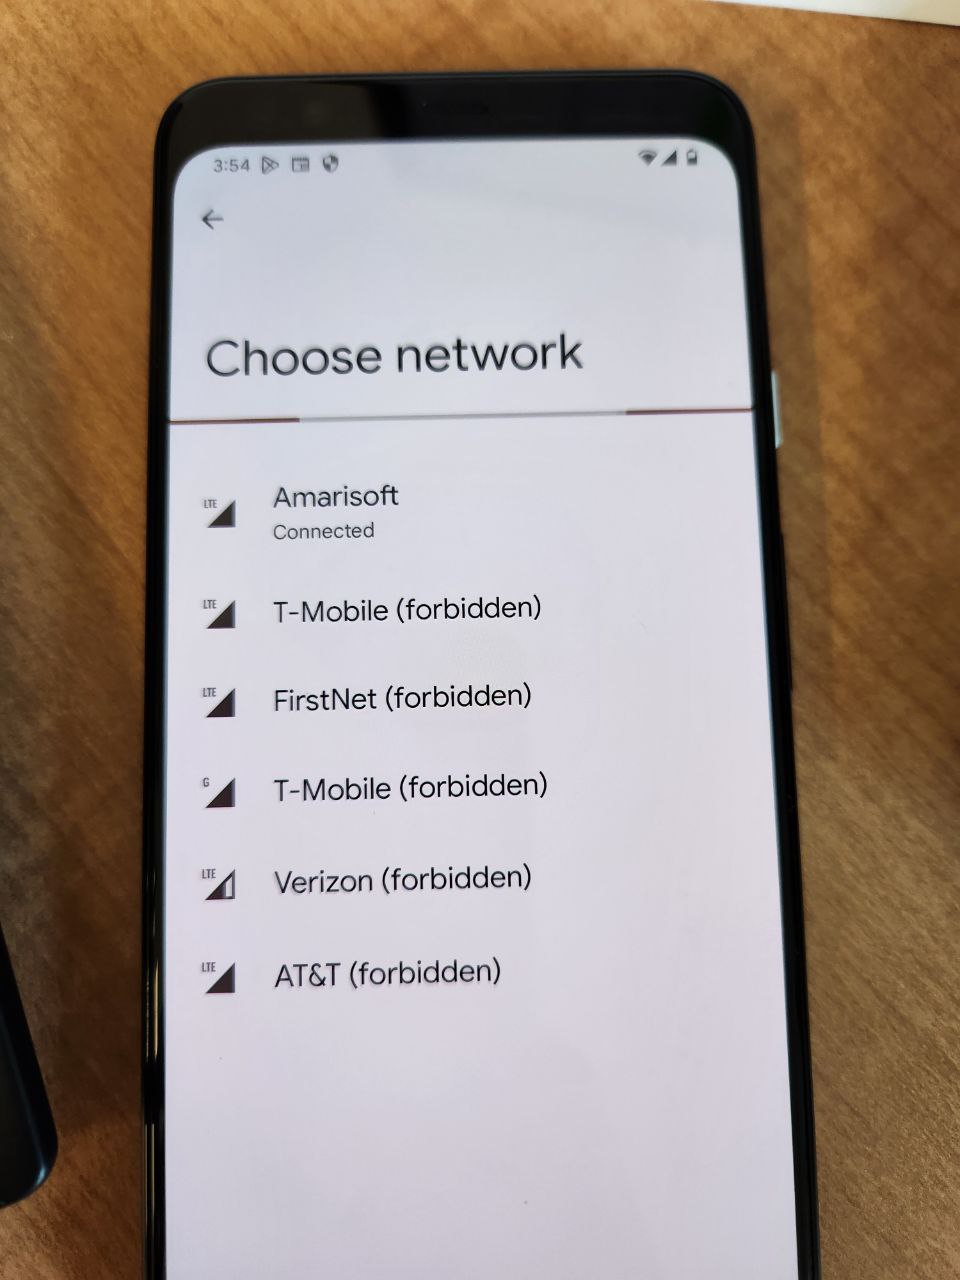 3:54
Choose network
LTE
Amarisoft
Connected
LTE
T-Mobile (forbidden)
LTE
FirstNet (forbidden)
G
T-Mobile (forbidden)
LTE
Verizon (forbidden)
LTE
AT&T (forbidden)